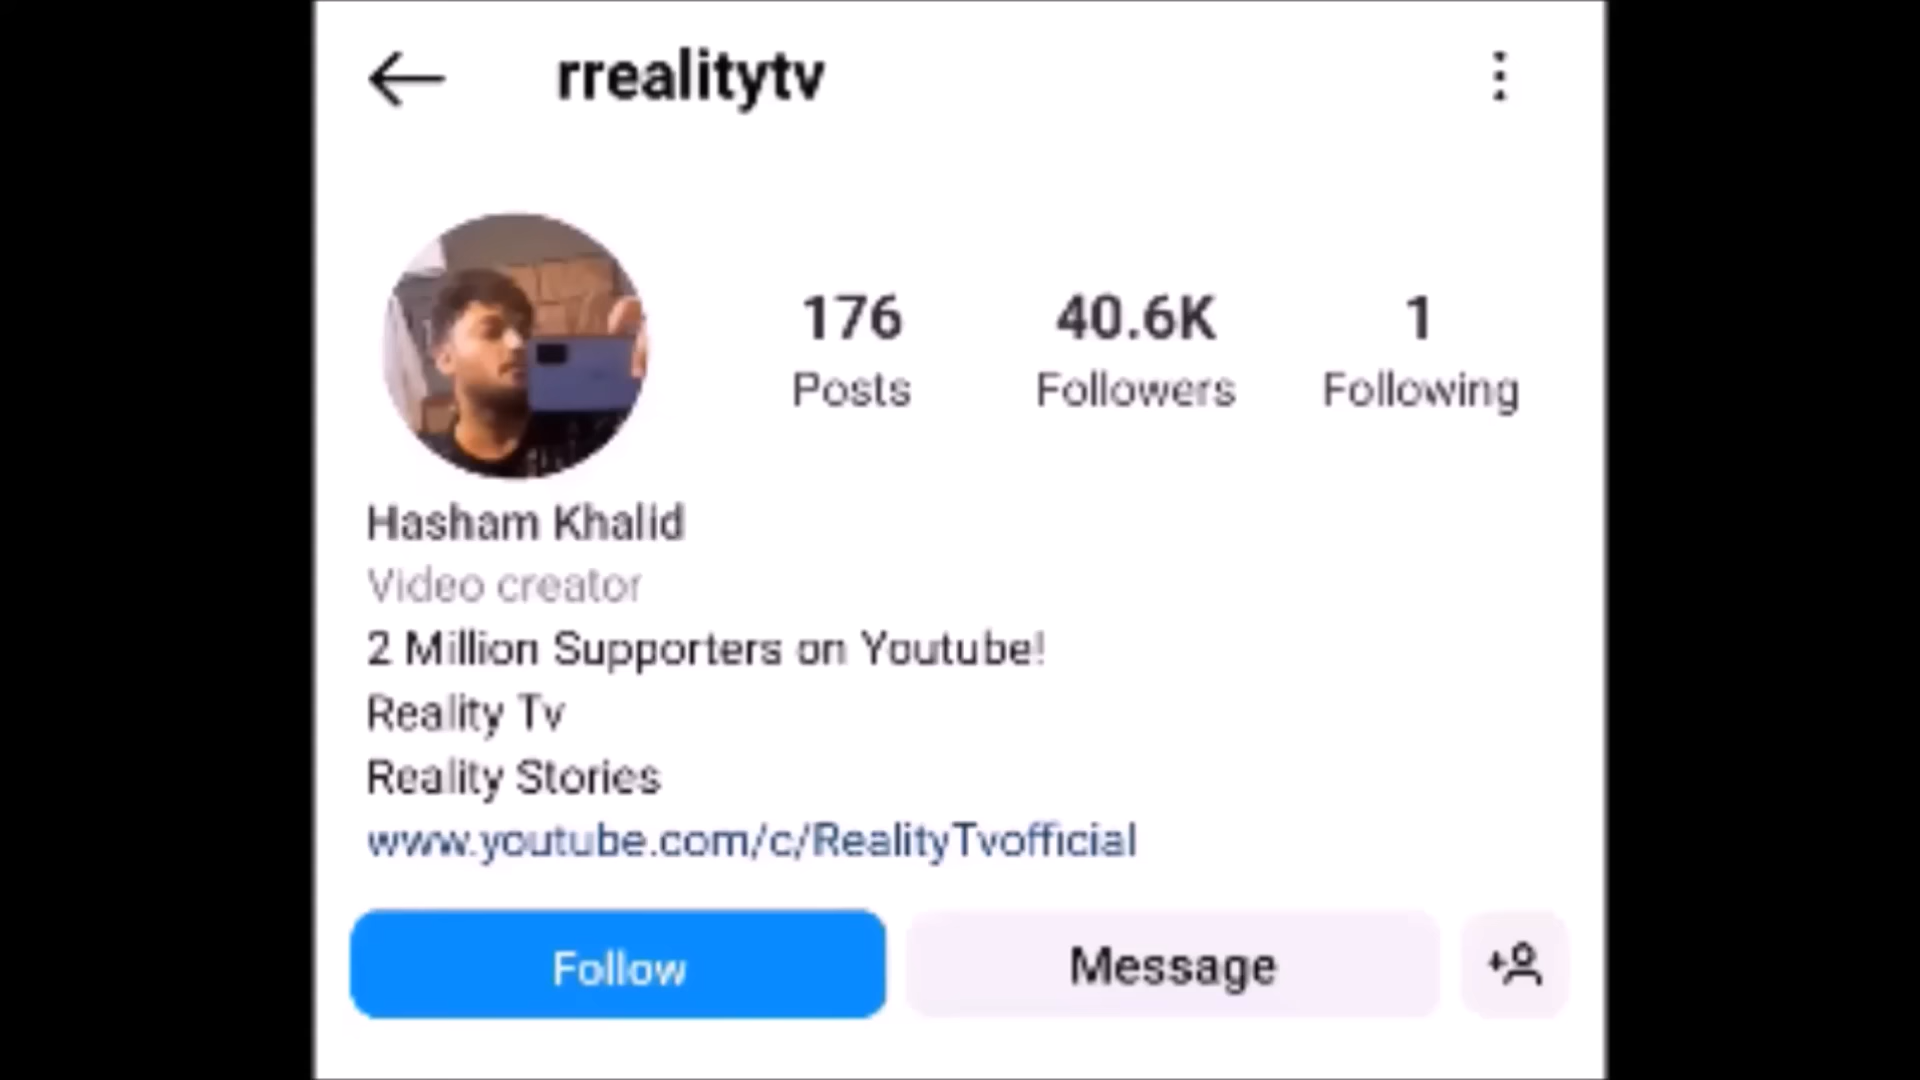 rrealitytv
176 40.6K 1
Posts Followers Following
Hasham Khalid
Video creator
2 Million Supporters on Youtube!
Reality Tv
Reality Stories
www.youtube.com/c/RealityTvofficial
Follow Message